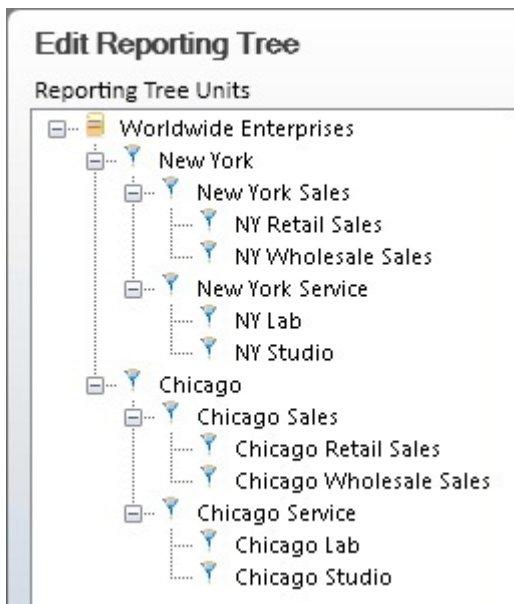 Edit Reporting Tree
Reporting Tree Units
Worldwide Enterprises
New York
New York Sales
NY Retail Sales
NY Wholesale Sales
New York Service
NY Lab
NY Studio
Chicago
Chicago Sales
Chicago Retail Sales
Chicago Wholesale Sales
Chicago Service
Chicago Lab
Chicago Studio